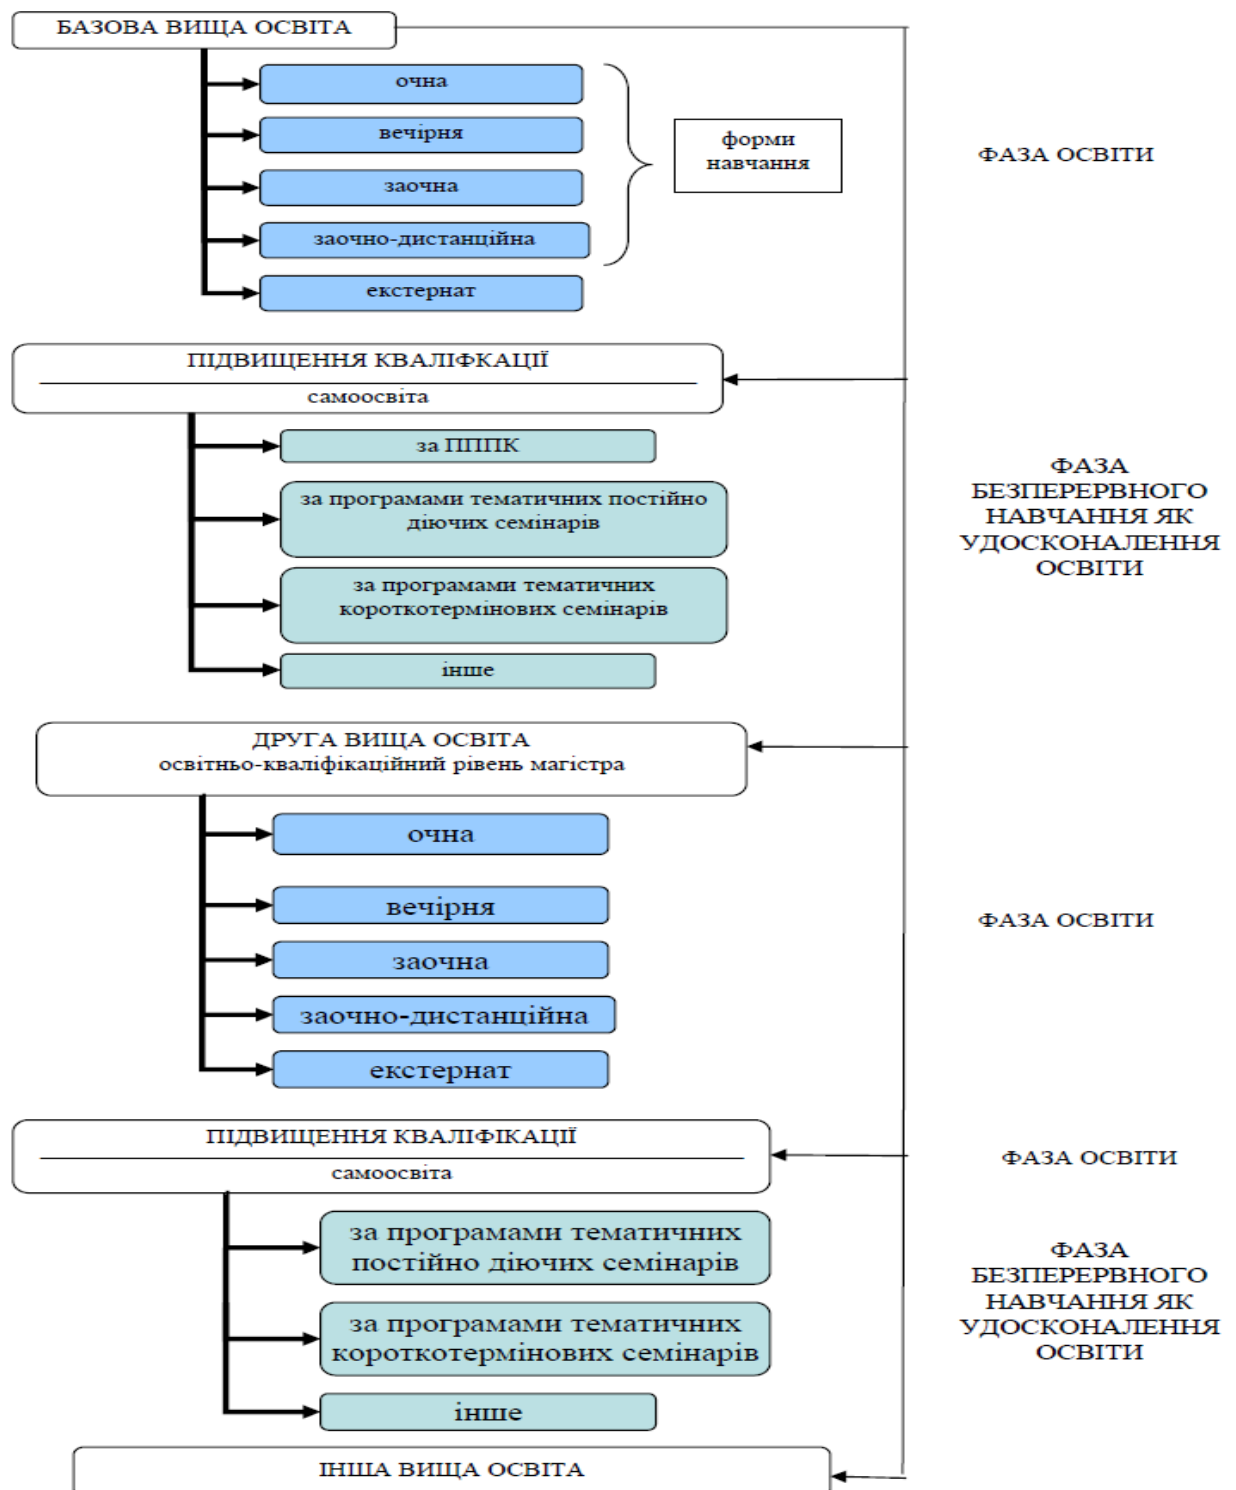 БАЗОВА ВИЩА ОСВІТА
очна
вечірня
заочна
заочно-дистанційна
екстернат
форми
навчання
ФАЗА ОСВІТИ
ПІДВИЩЕННЯ КВАЛІФКАЦІЇ
самоосвіта
за ПППК
за програмами тематичних постійно
діючих семінарів
за програмами тематичних
короткотермінових семінарів
інше
ФАЗА
БЕЗПЕРЕРВНОГО
НАВЧАННЯ ЯК
УДОСКОНАЛЕННЯ
ОСВІТИ
ДРУГА ВИЩА ОСВІТА
освітньо-кваліфікаційний рівень магістра
очна
вечірня
заочна
заочно-дистанційна
екстернат
ФАЗА ОСВІТИ
ПІДВИЩЕННЯ КВАЛІФІКАЦІЇ
самоосвіта
ФАЗА ОСВІТИ
за програмами тематичних
постійно діючих семінарів
за програмами тематичних
короткотермінових семінарів
інше
ФАЗА
БЕЗПЕРЕРВНОГО
НАВЧАННЯ ЯК
УДОСКОНАЛЕННЯ
ОСВІТИ
ІНША ВИЩА ОСВІТА